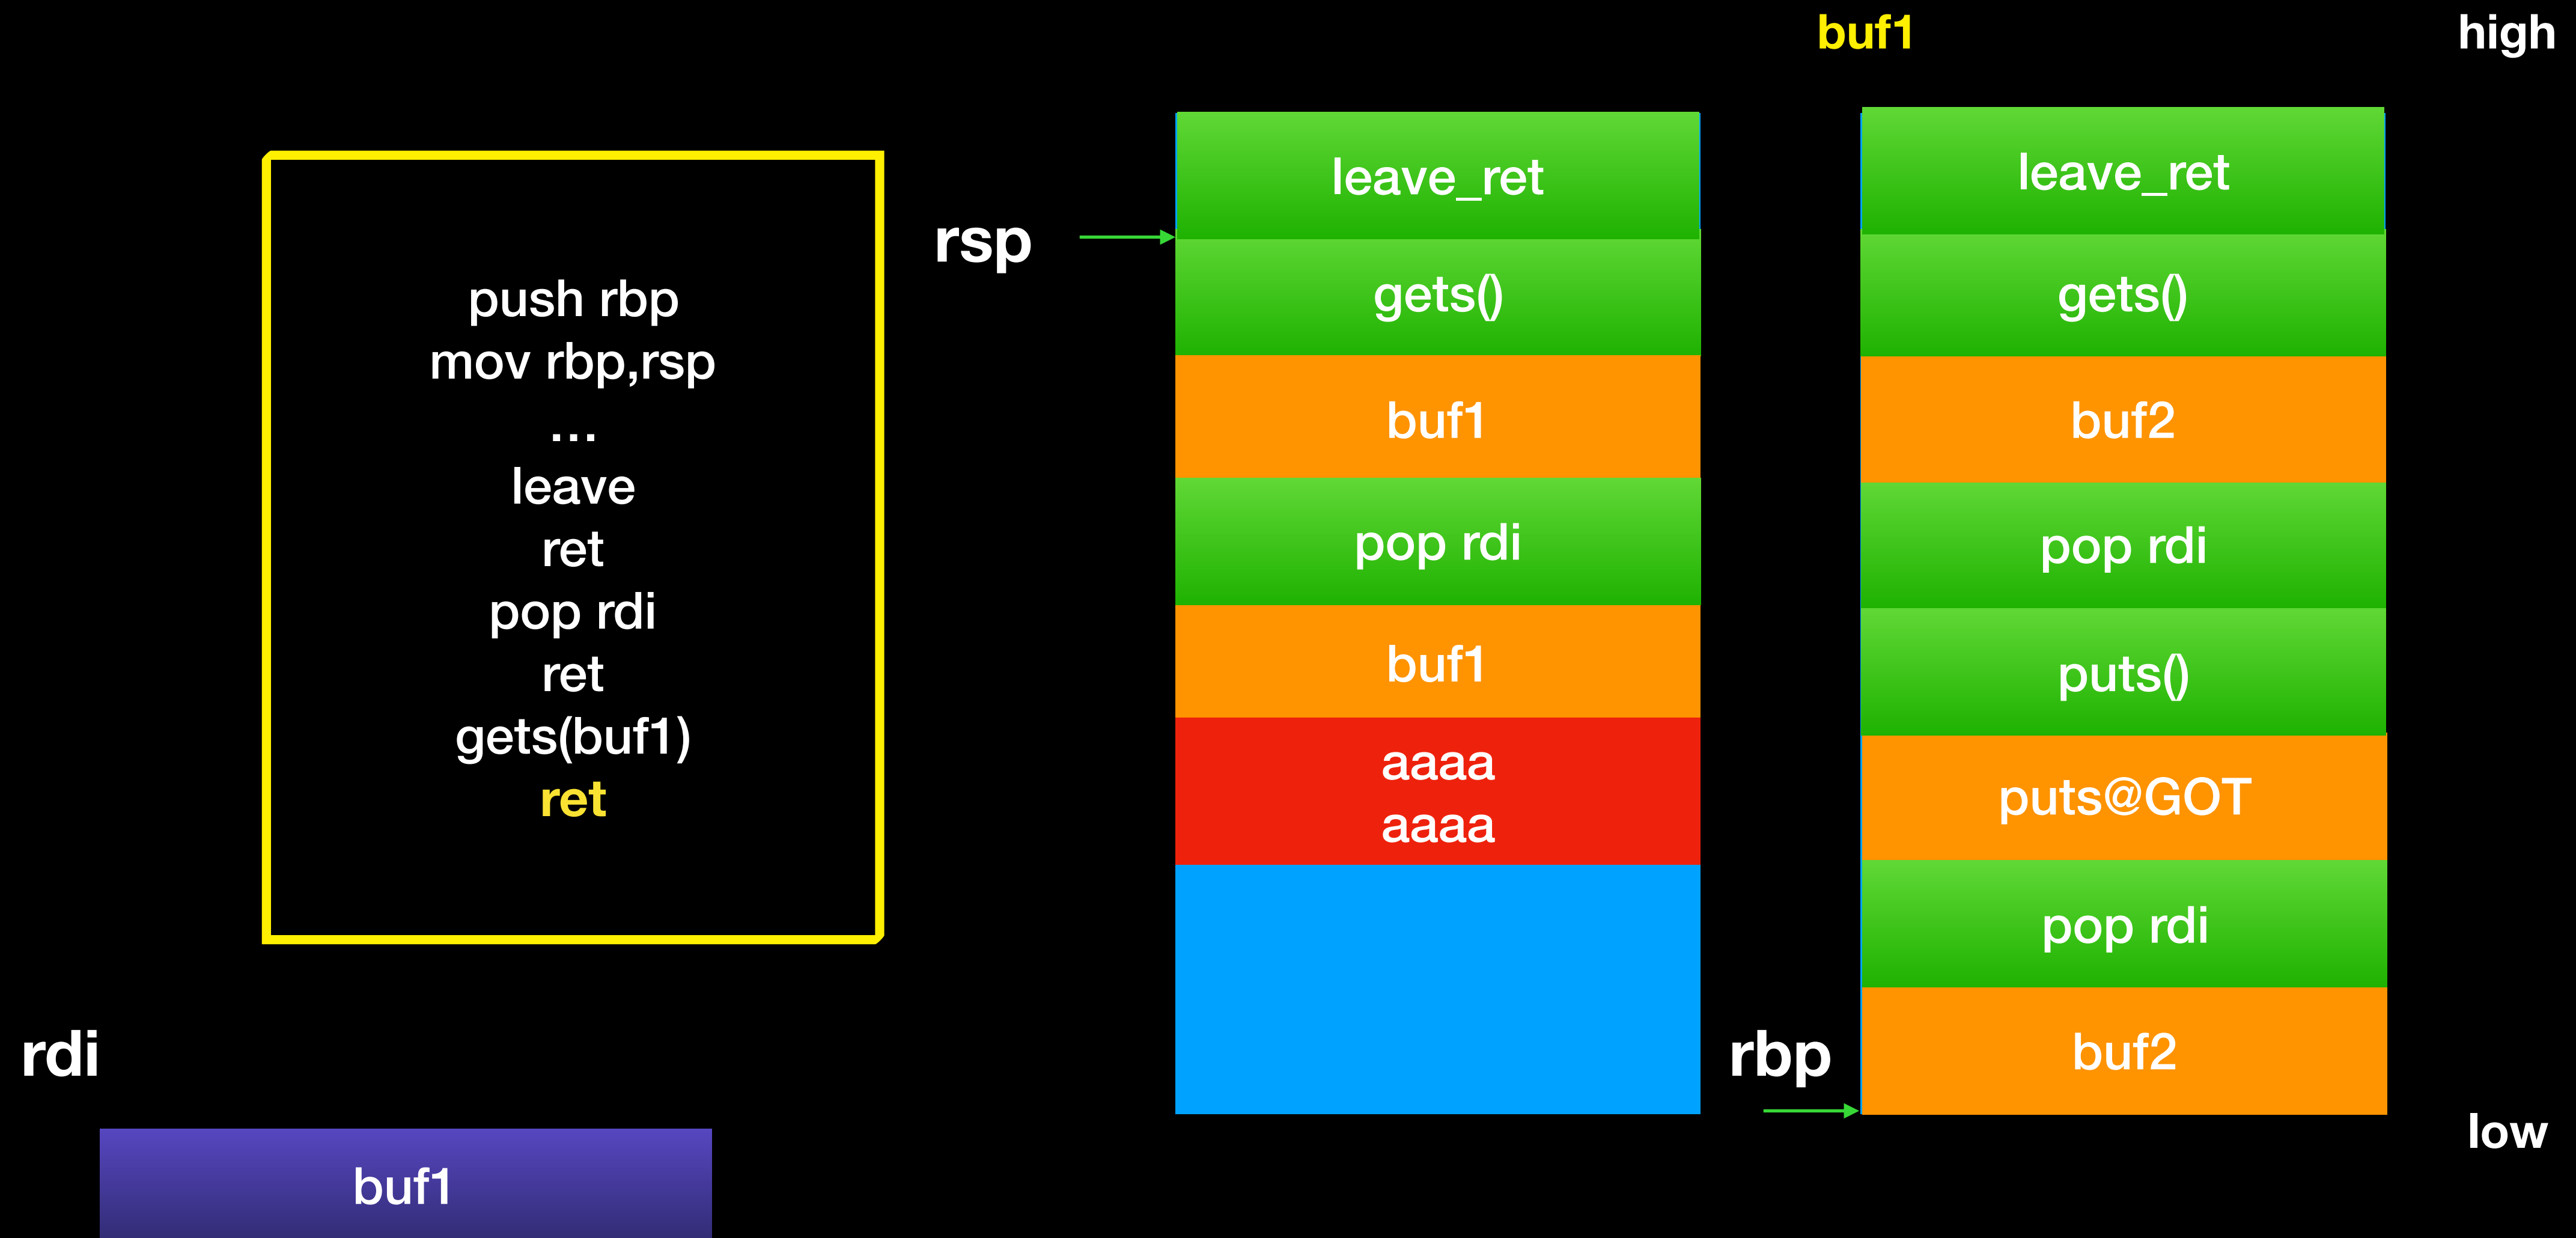 buf1
high
push rbp
mov rbp,rsp
...
leave
ret
pop rdi
ret
gets(buf1)
ret
rdi
buf1
rsp
leave_ret
gets()
buf1
pop rdi
buf1
aaaa
aaaa
rbp
leave_ret
gets()
buf2
pop rdi
puts()
puts@GOT
pop rdi
buf2
low